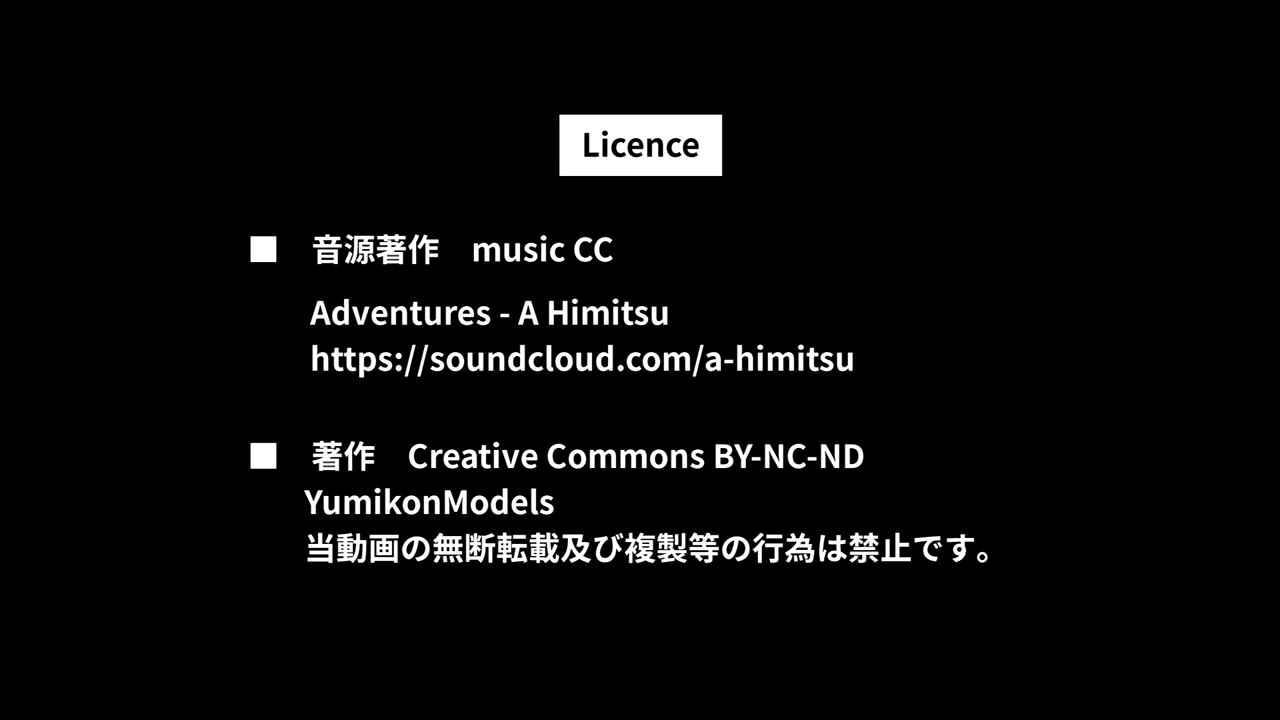 Licence
■　音源著作　music CC
Adventures - A Himitsu
https://soundcloud.com/a-himitsu
■　著作　Creative Commons BY-NC-ND
YumikonModels
当動画の無断転載及び複製等の行為は禁止です。